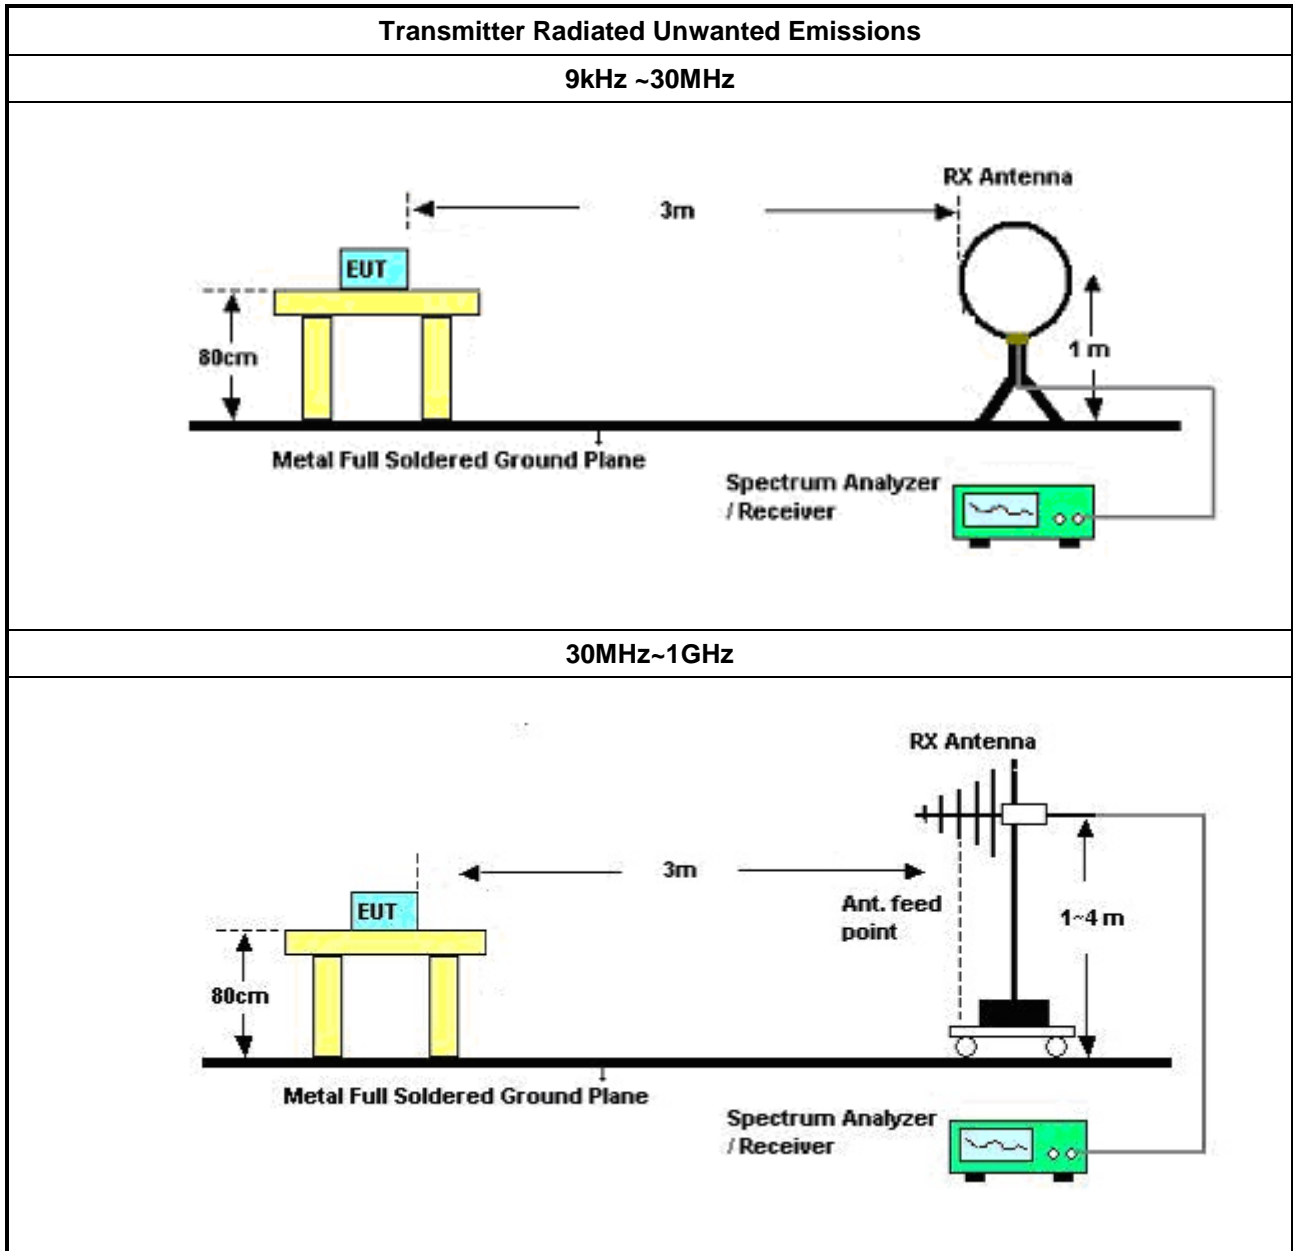 Transmitter Radiated Unwanted Emissions
9kHz ~30MHz
RX Antenna
3m
EUT
80cm
1 m
Metal Full Soldered Ground Plane
Spectrum Analyzer
/ Receiver
30MHz~1GHz
RX Antenna
3m
EUT
Ant. feed
point
1~4 m
80cm
Metal Full Soldered Ground Plane
Spectrum Analyzer
/ Receiver